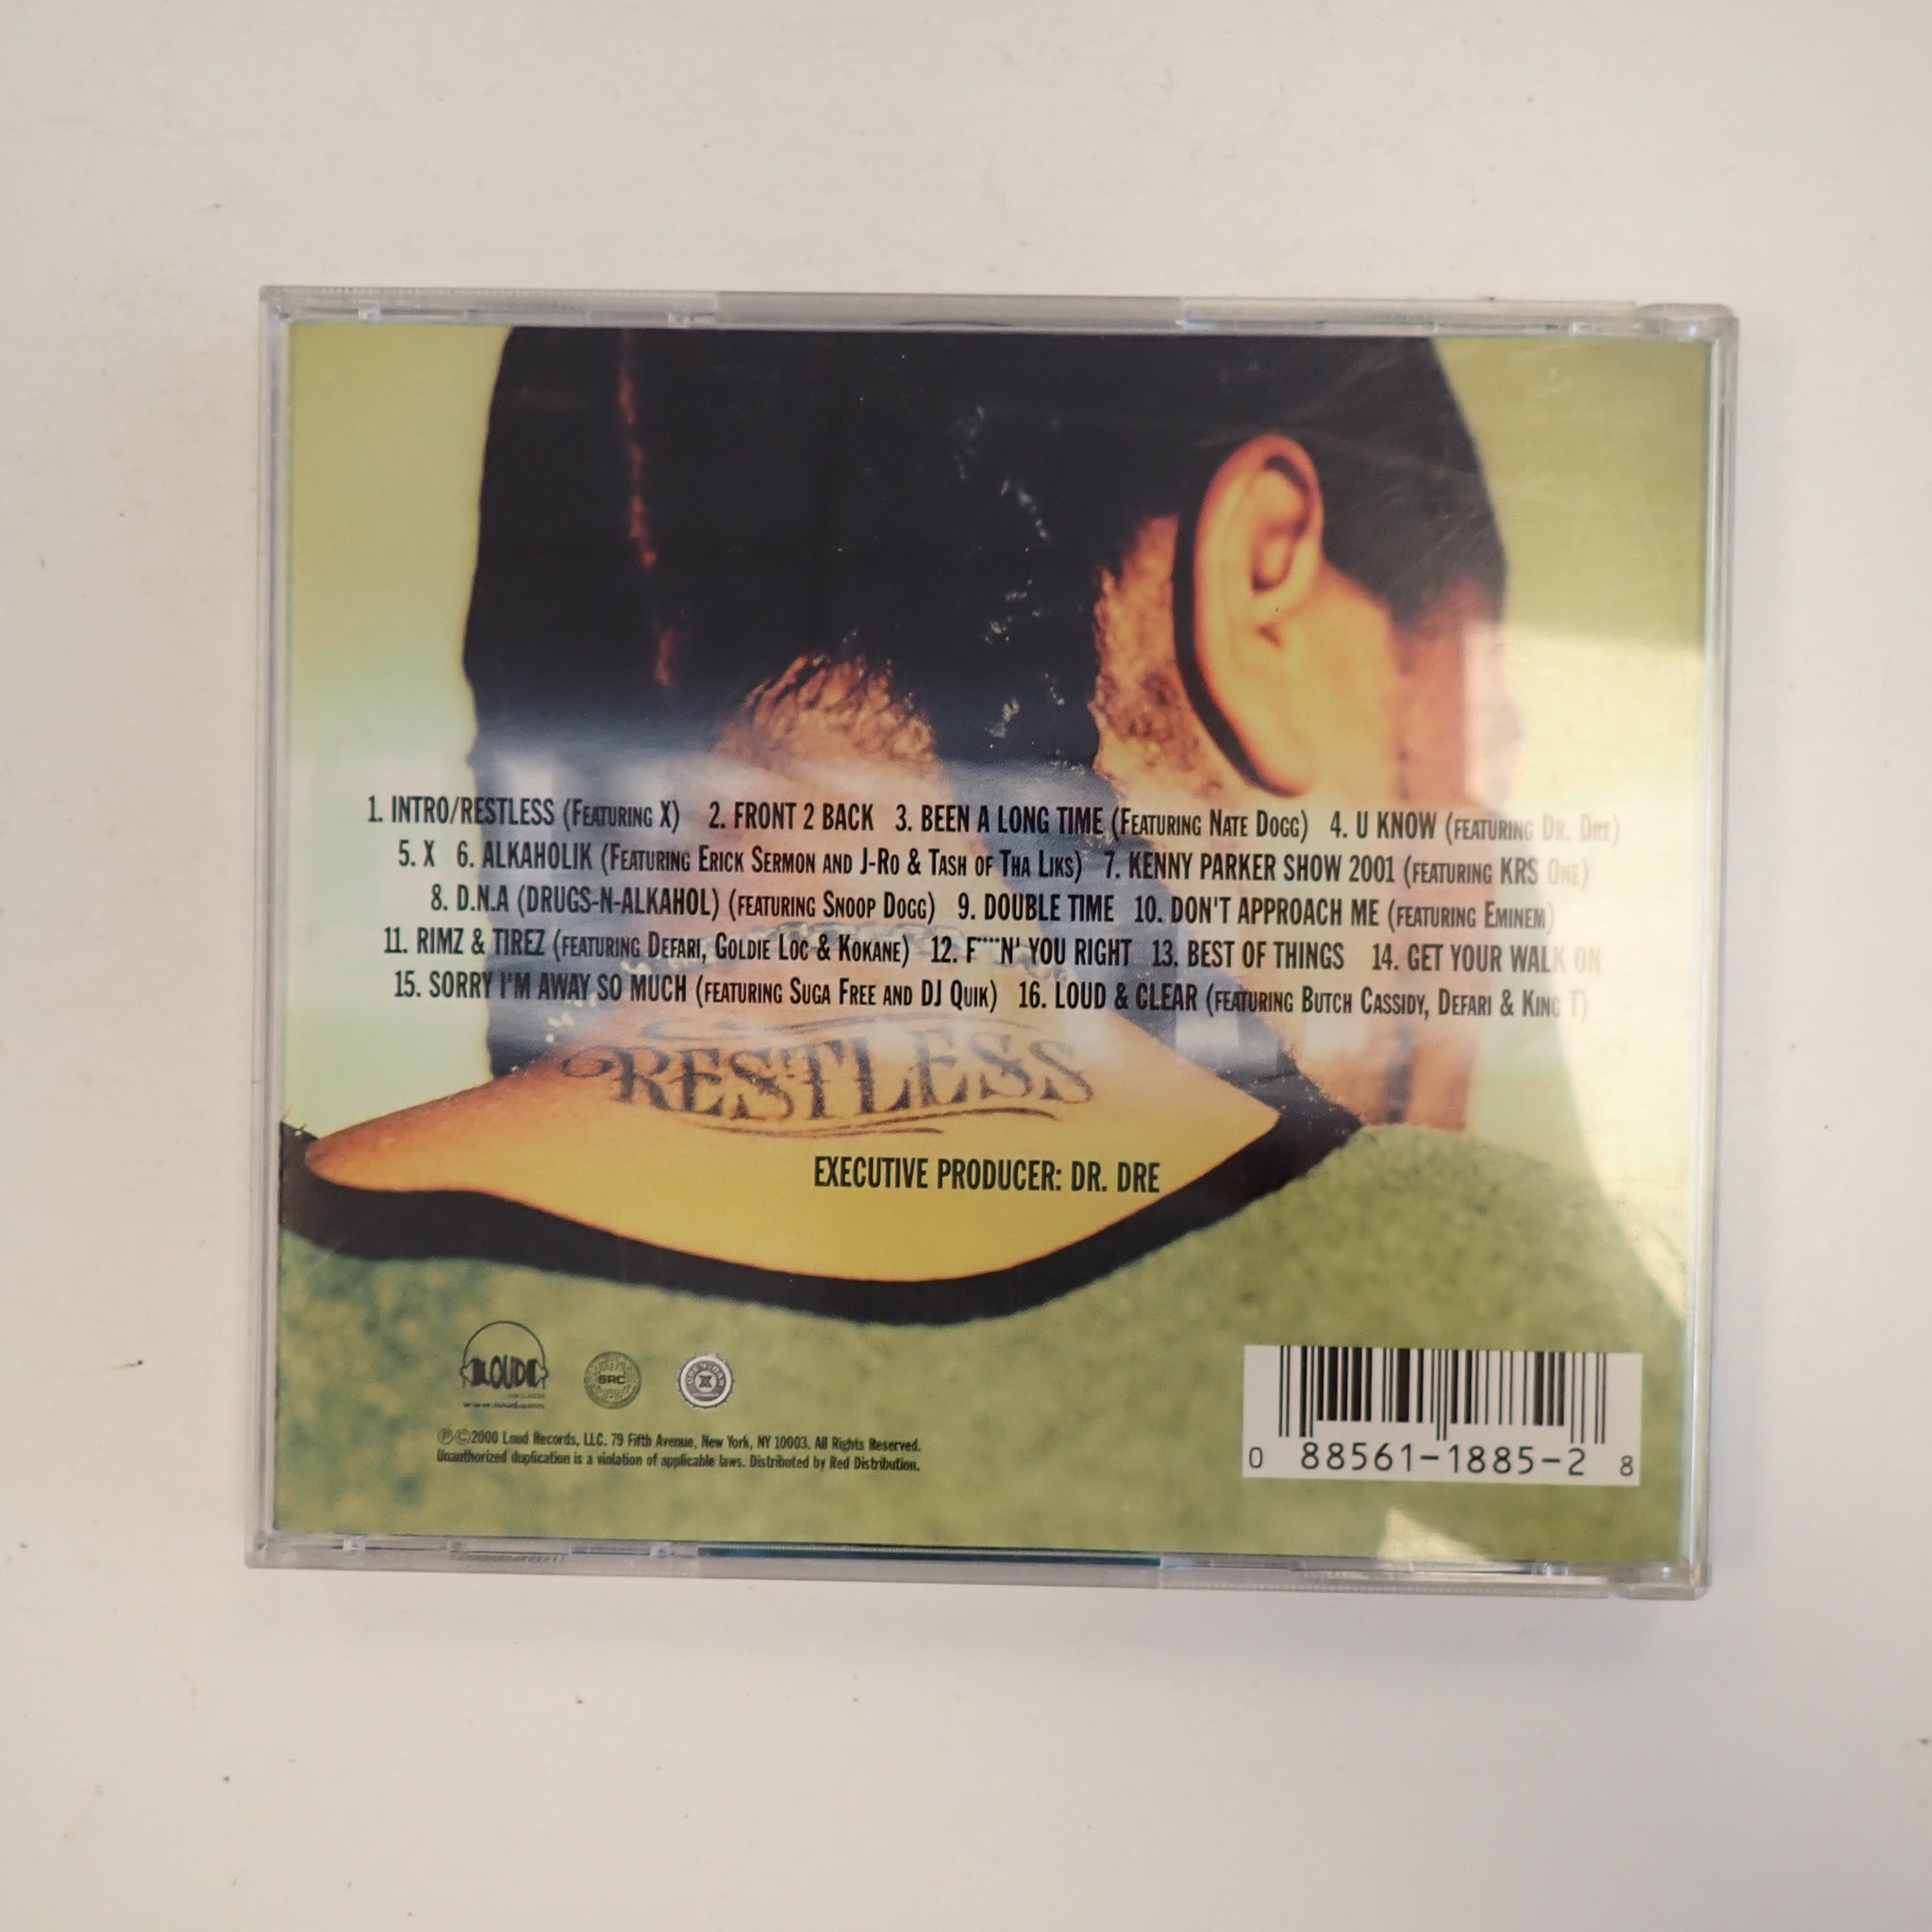 1. INTRO/RESTLESS (FEATURING X) 2. FRONT 2 BACK 3. BEEN A LONG TIME (FEATURING NATE DOGG) 4. U KNOW (FEATURING DR. DRE)
5. X 6. ALKAHOLIK (FEATURING ERICK SERMON AND J-RO & TASH OF THA LIKS) 7. KENNY PARKER SHOW 2001 (FEATURING KRS ONE)
8. D.N.A (DRUGS-N-ALKAHOL) (FEATURING SNOOP DOGG) 9. DOUBLE TIME 10. DON'T APPROACH ME (FEATURING EMINEM)
11. RIMZ & TIREZ (FEATURING DEFARI, GOLDIE LOC & KOKANE) 12. F***N' YOU RIGHT 13. BEST OF THINGS 14. GET YOUR WALK ON
15. SORRY I'M AWAY SO MUCH (FEATURING SUGA FREE AND DJ QUIK) 16. LOUD & CLEAR (FEATURING BUTCH CASSIDY, DEFARI & KING T)
RESTLESS
EXECUTIVE PRODUCER: DR. DRE
LOUD
www.loud.com
SRC
X
℗©2000 Loud Records, LLC. 79 Fifth Avenue, New York, NY 10003. All Rights Reserved.
Unauthorized duplication is a violation of applicable laws. Distributed by Red Distribution.
0 88561-1885-2 8